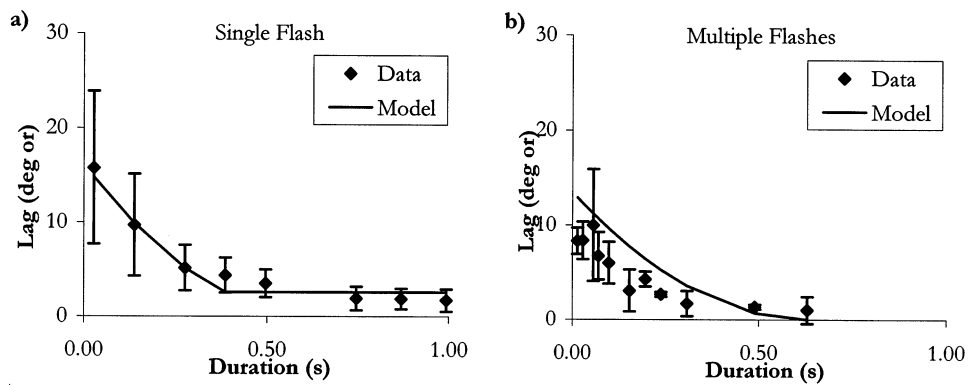 a)
Single Flash
30
20
10
0
Lag (deg or)
Data
Model
0.00
0.50
1.00
Duration (s)
b)
Multiple Flashes
30
20
10
0
Lag (deg or)
Data
Model
0.00
0.50
1.00
Duration (s)